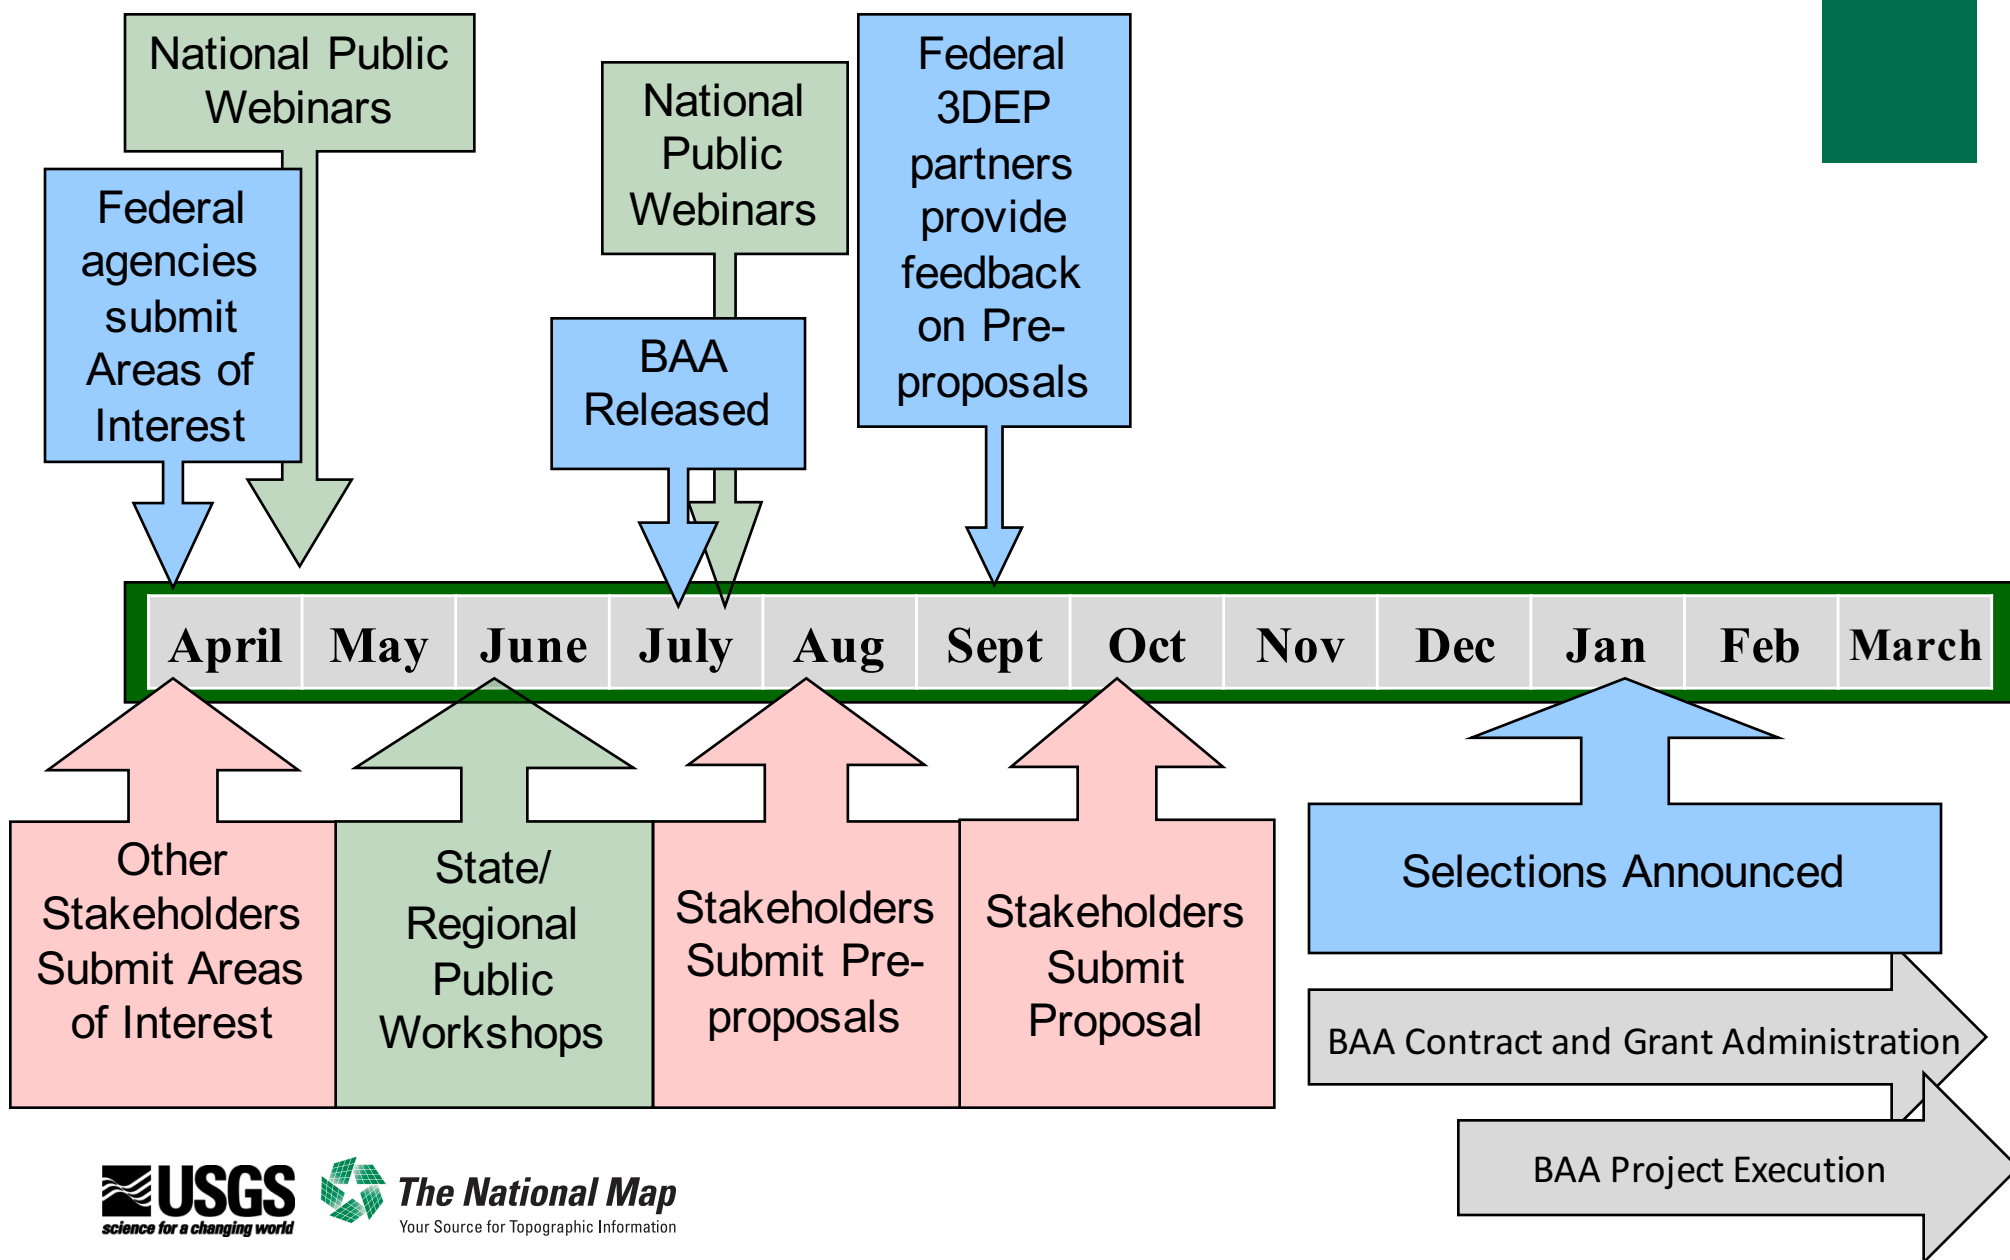 National Public
Webinars
Federal
agencies
submit
Areas of
Interest
National
Public
Webinars
BAA
Released
Federal
3DEP
partners
provide
feedback
on Pre-
proposals
April
May
June
July
Aug
Sept
Oct
Nov
Dec
Jan
Feb
March
Other
Stakeholders
Submit Areas
of Interest
State/
Regional
Public
Workshops
Stakeholders
Submit Pre-
proposals
Stakeholders
Submit
Proposal
Selections Announced
BAA Contract and Grant Administration
BAA Project Execution
USGS
science for a changing world
The National Map
Your Source for Topographic Information